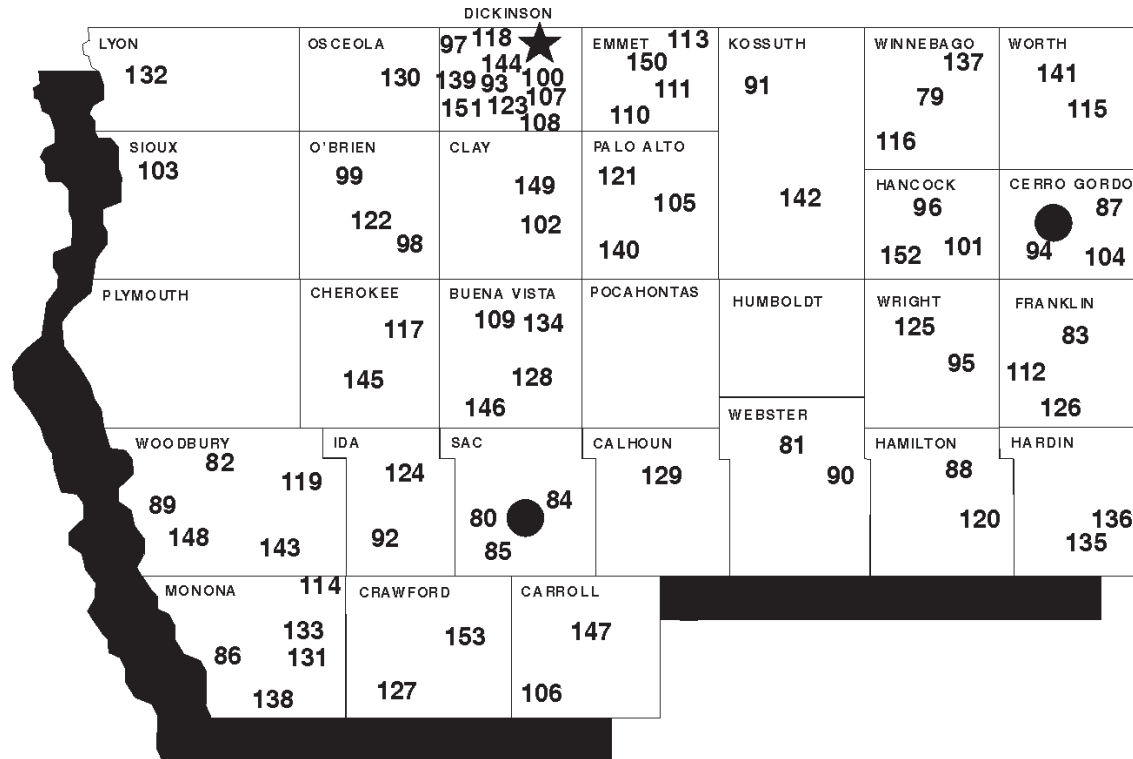 DICKINSON
LYON
132
OSCEOLA
130
97 118
144
139 93 100
107
151 123
108
EMMET 113
150
111
110
KOSSUTH
91
142
WINNEBAGO
137
79
116
WORTH
141
115
SIOUX
103
O'BRIEN
99
122
98
CLAY
149
102
PALO ALTO
121
105
140
HANCOCK
96
152 101
CERRO GORDO
87
94
104
PLYMOUTH
CHEROKEE
117
145
BUENA VISTA
109 134
128
146
POCAHONTAS
HUMBOLDT
WRIGHT
125
95
FRANKLIN
83
112
126
WOODBURY
82
119
89
148
143
IDA
124
92
SAC
84
80
85
CALHOUN
129
WEBSTER
81
90
HAMILTON
88
120
HARDIN
136
135
MONONA
114
133
86 131
138
CRAWFORD
153
127
CARROLL
147
106